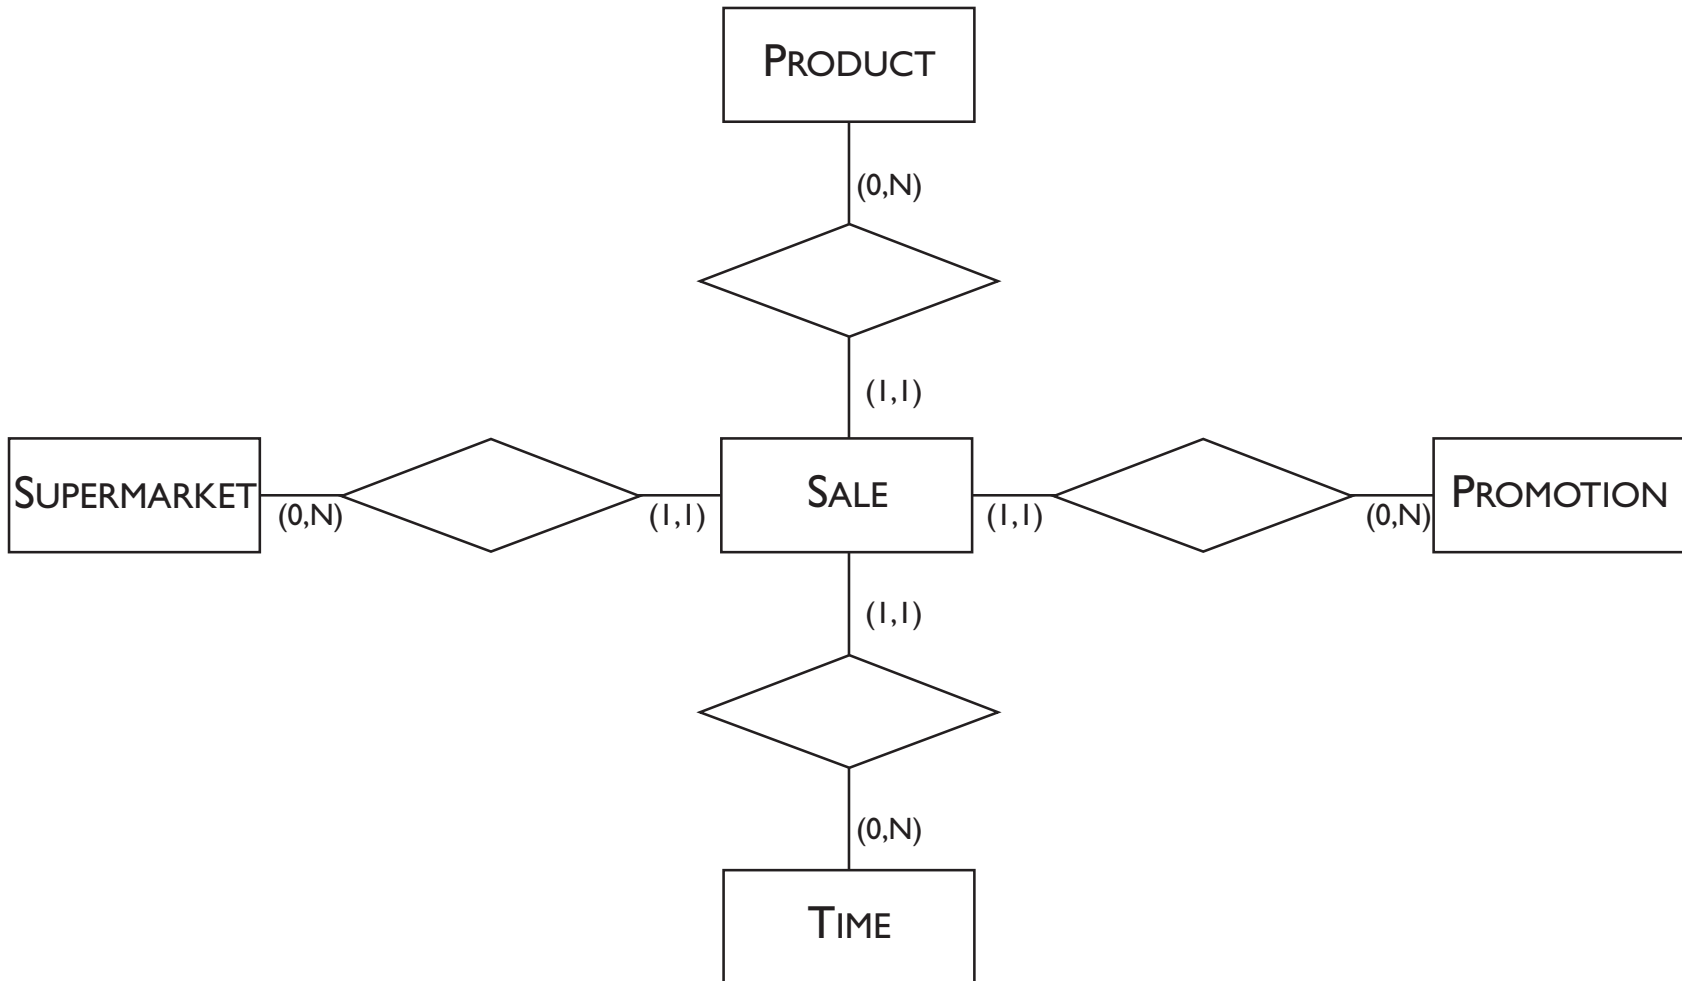 PRODUCT
(0,N)
(1,1)
SUPERMARKET
(0,N)
(1,1)
SALE
(1,1)
(0,N)
PROMOTION
(1,1)
(0,N)
TIME